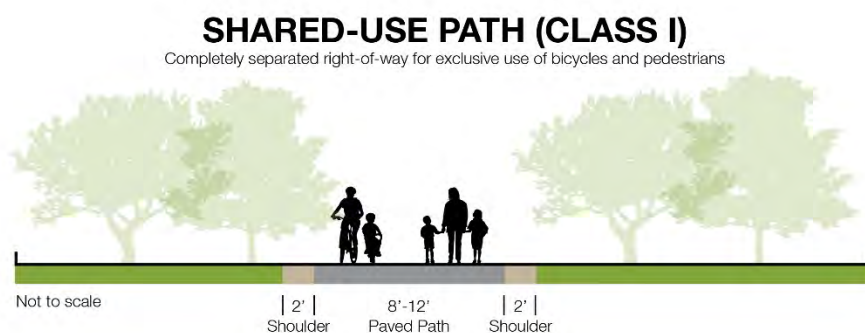 SHARED-USE PATH (CLASS I)
Completely separated right-of-way for exclusive use of bicycles and pedestrians
Not to scale
2' 8'-12' 2'
Shoulder Paved Path Shoulder